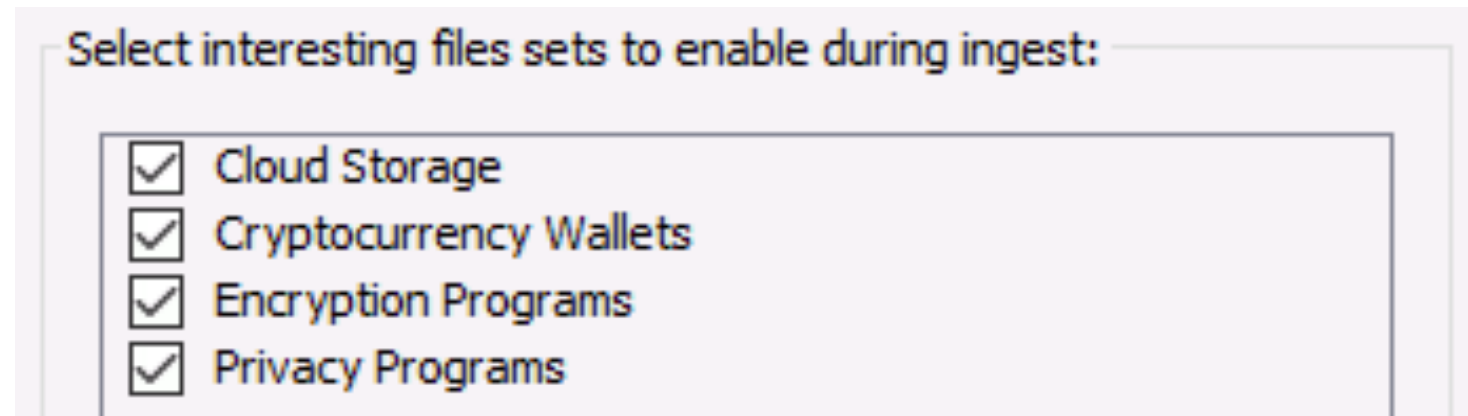 Select interesting files sets to enable during ingest:
Cloud Storage
Cryptocurrency Wallets
Encryption Programs
Privacy Programs